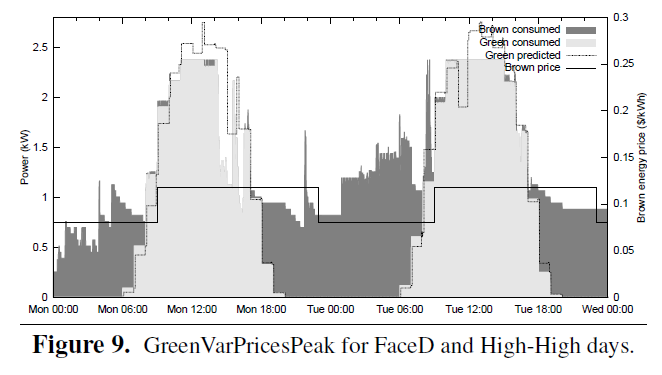 Brown consumed
Green consumed
Green predicted
Brown price
Power (kW)
2.5
2
1.5
1
0.5
0
Brown energy price ($/kWh)
0.3
0.25
0.2
0.15
0.1
0.05
0
Mon 00:00 Mon 06:00 Mon 12:00 Mon 18:00 Tue 00:00 Tue 06:00 Tue 12:00 Tue 18:00 Wed 00:00
Figure 9. GreenVarPricesPeak for FaceD and High-High days.